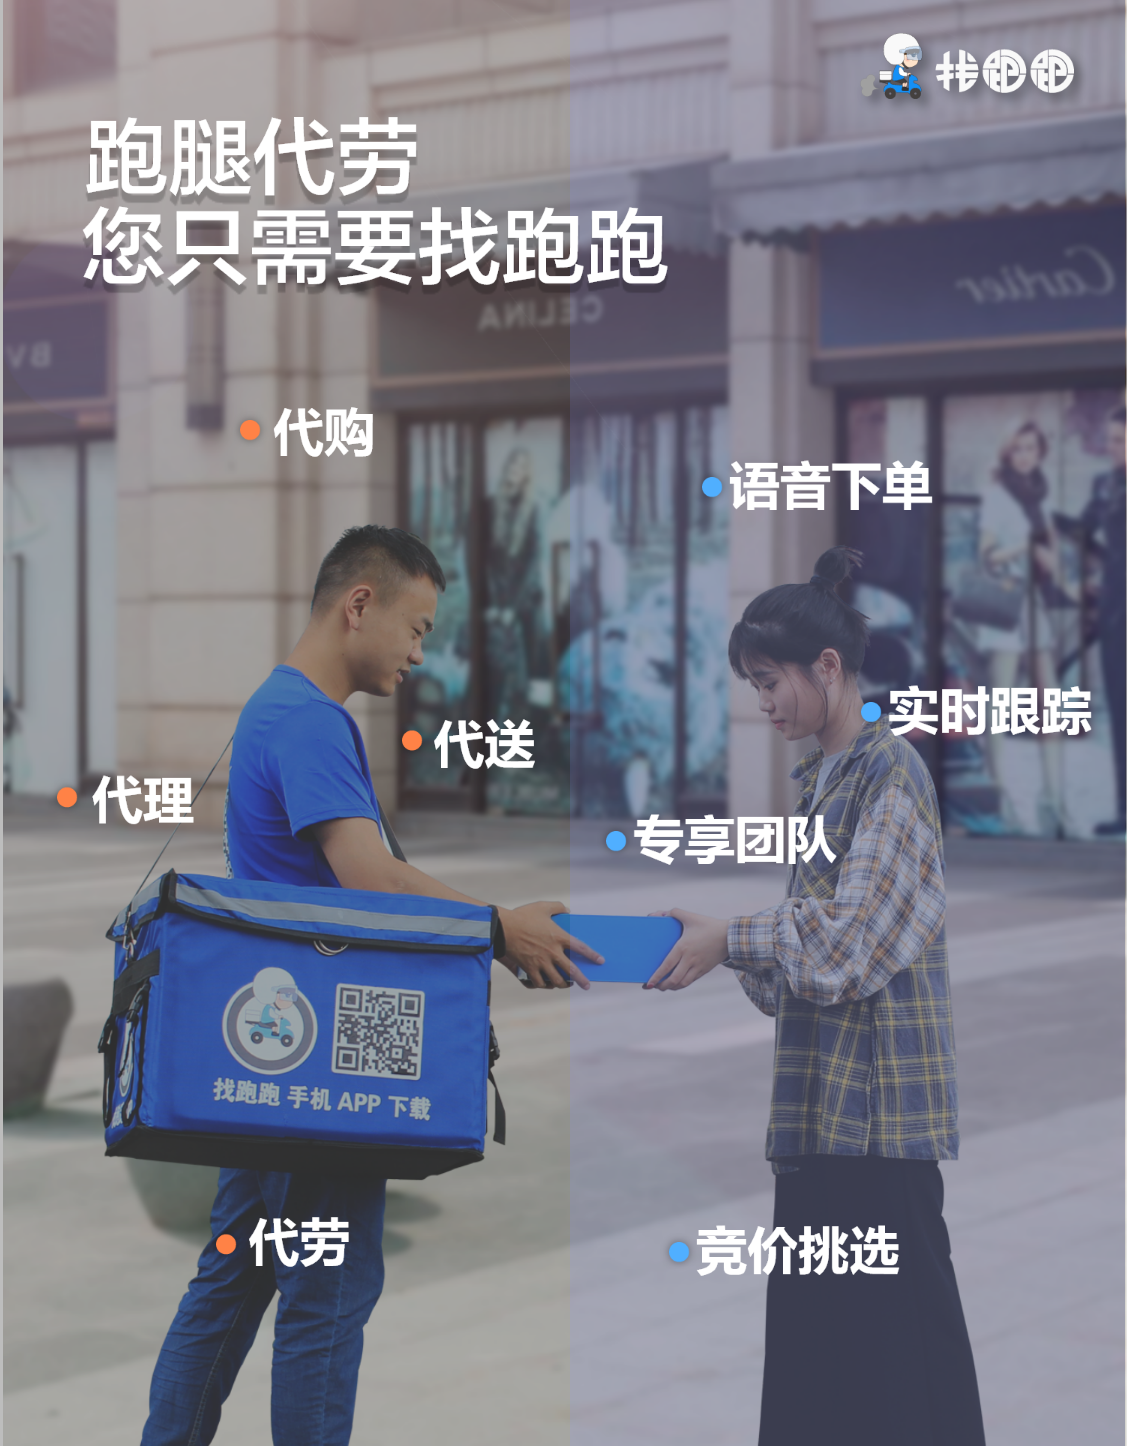 找跑跑
跑腿代劳
您只需要找跑跑
Cartier
CELINA
BV
代购
语音下单
实时跟踪
代送
代理
专享团队
找跑跑 手机 APP 下载
代劳
竞价挑选